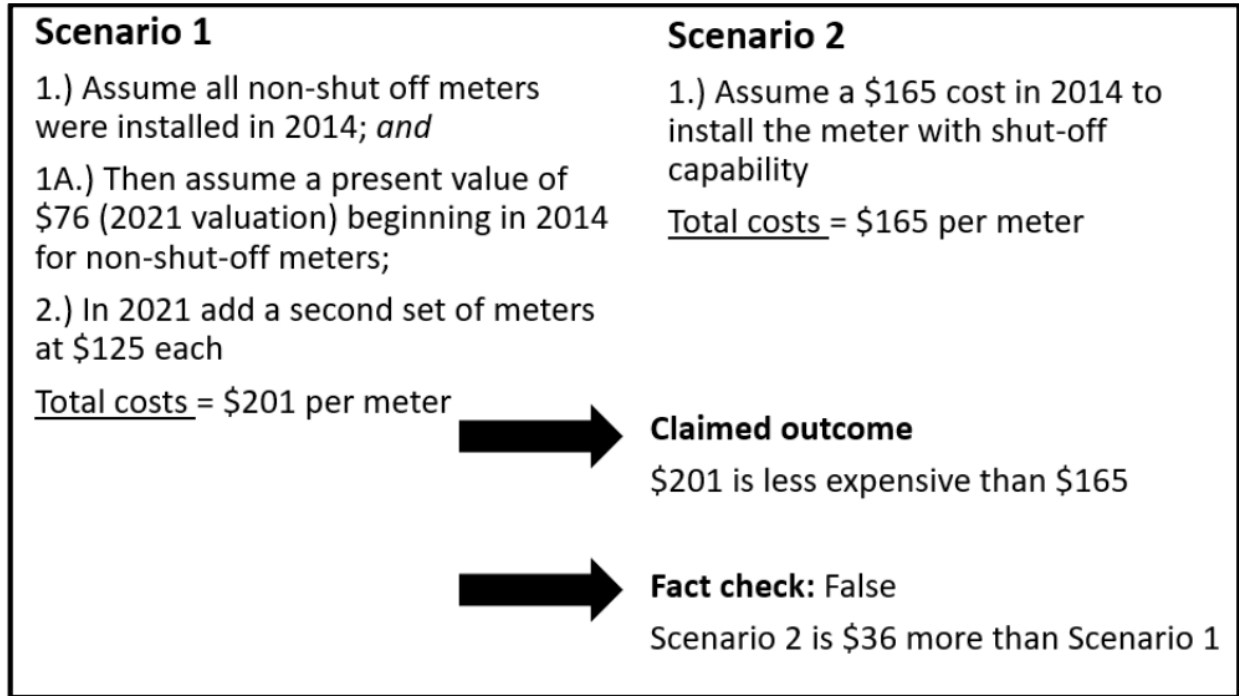 Scenario 1
1.) Assume all non-shut off meters
were installed in 2014; and
1A.) Then assume a present value of
$76 (2021 valuation) beginning in 2014
for non-shut-off meters;
2.) In 2021 add a second set of meters
at $125 each
Total costs = $201 per meter
Scenario 2
1.) Assume a $165 cost in 2014 to
install the meter with shut-off
capability
Total costs = $165 per meter
Claimed outcome
$201 is less expensive than $165
Fact check: False
Scenario 2 is $36 more than Scenario 1